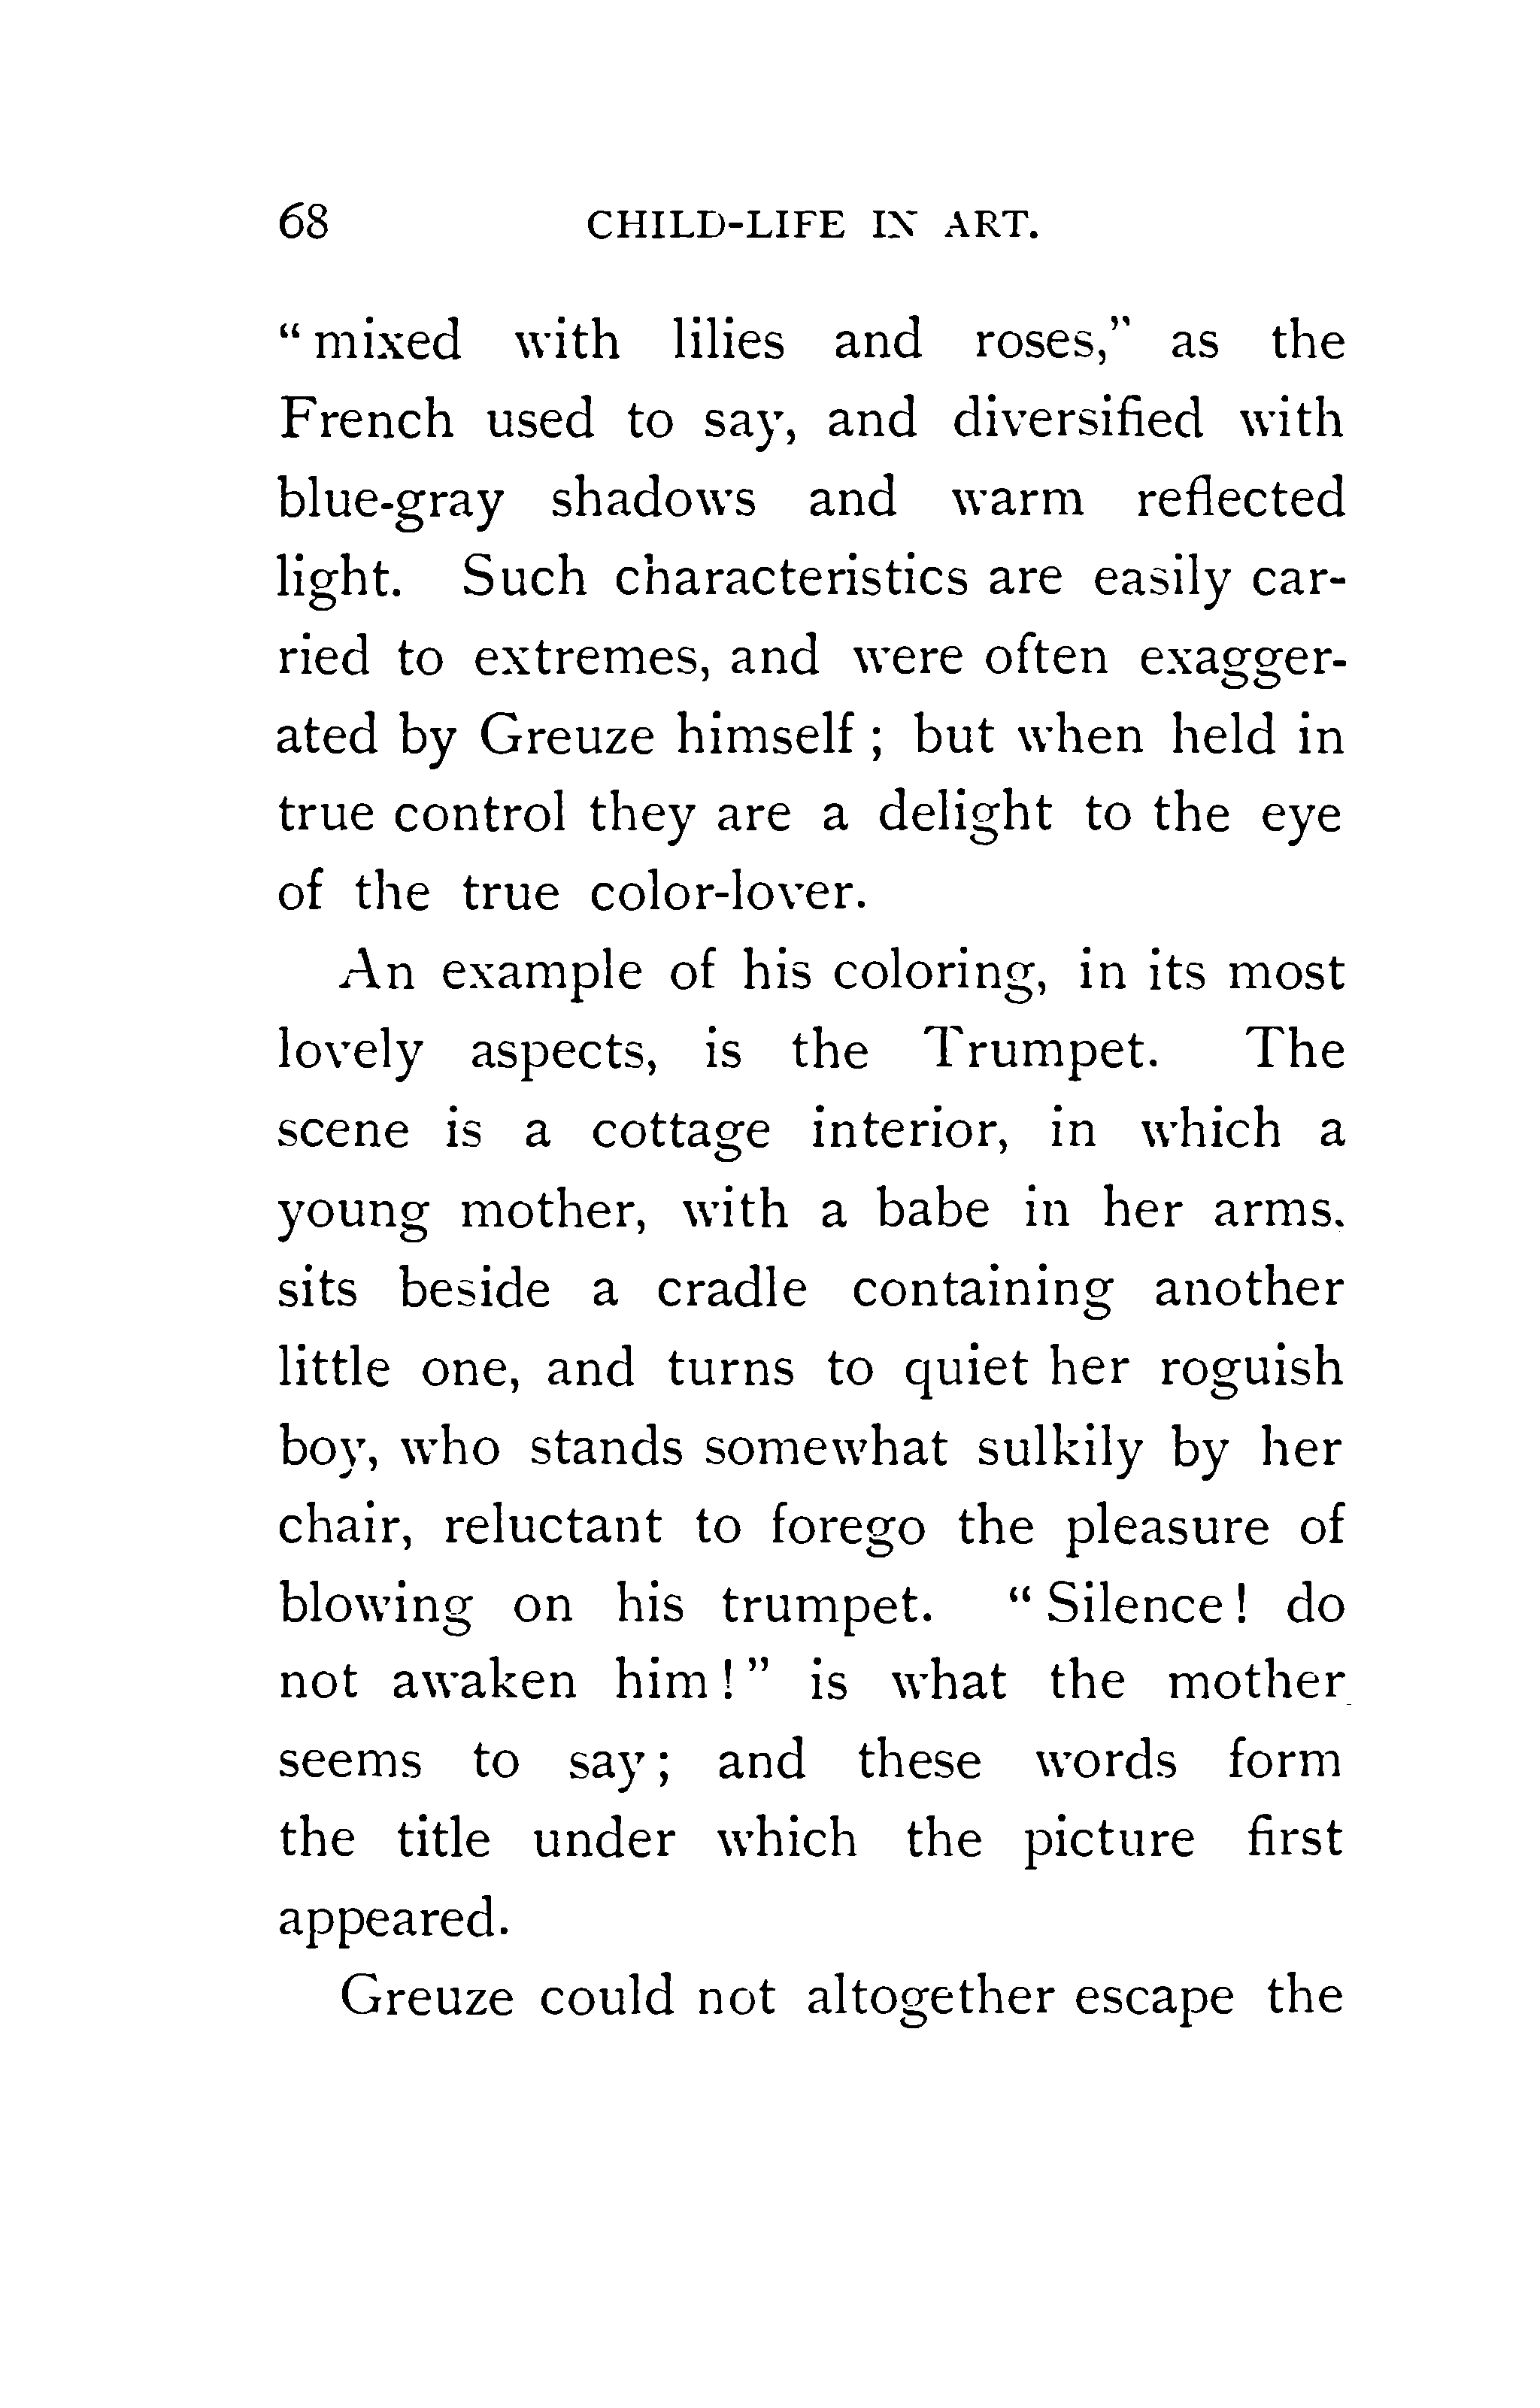 68 CHILD-LIFE IN ART.
“mixed with lilies and roses,” as the
French used to say, and diversified with
blue-gray shadows and warm reflected
light. Such characteristics are easily car-
ried to extremes, and were often exagger-
ated by Greuze himself; but when held in
true control they are a delight to the eye
of the true color-lover.
An example of his coloring, in its most
lovely aspects, is the Trumpet. The
scene is a cottage interior, in which a
young mother, with a babe in her arms.
sits beside a cradle containing another
little one, and turns to quiet her roguish
boy, who stands somewhat sulkily by her
chair, reluctant to forego the pleasure of
blowing on his trumpet. “Silence! do
not awaken him!” is what the mother
seems to say; and these words form
the title under which the picture first
appeared.
Greuze could not altogether escape the